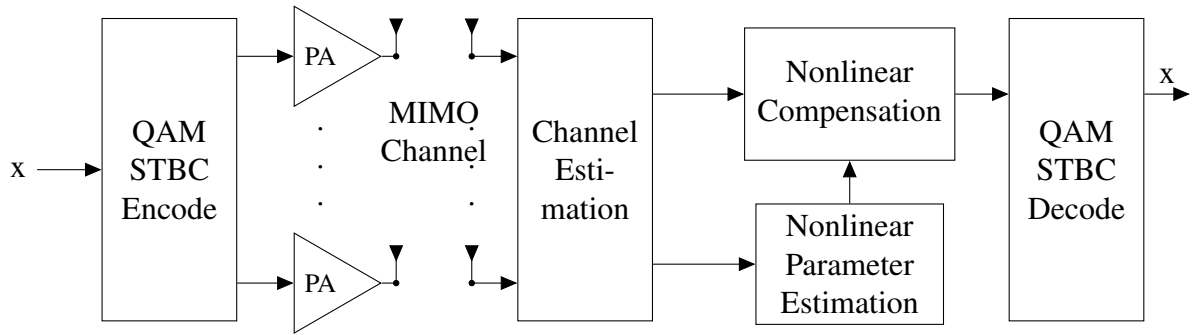 x
QAM
STBC
Encode
PA
PA
MIMO
Channel
Channel
Esti-
mation
Nonlinear
Compensation
Nonlinear
Parameter
Estimation
QAM
STBC
Decode
x